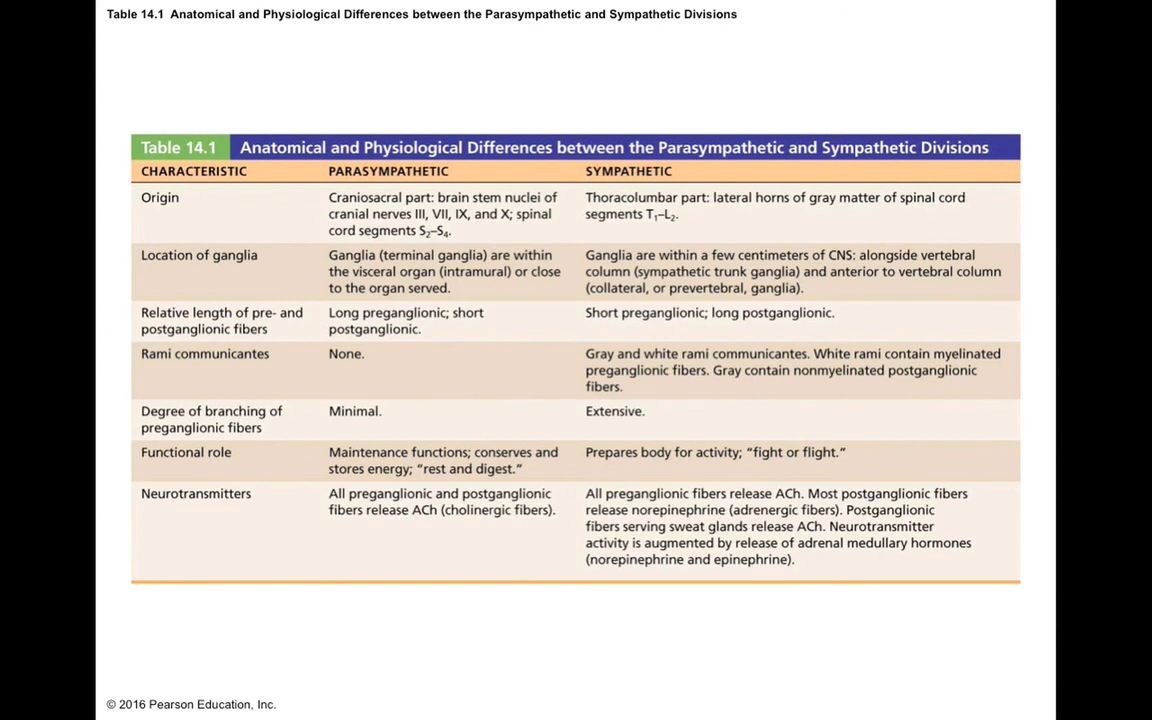 Table 14.1 Anatomical and Physiological Differences between the Parasympathetic and Sympathetic Divisions
Table 14.1 Anatomical and Physiological Differences between the Parasympathetic and Sympathetic Divisions
CHARACTERISTIC PARASYMPATHETIC SYMPATHETIC
Origin
Craniosacral part: brain stem nuclei of
cranial nerves III, VII, IX, and X; spinal
cord segments S₂–S₄.
Thoracolumbar part: lateral horns of gray matter of spinal cord
segments T₁–L₂.
Location of ganglia
Ganglia (terminal ganglia) are within
the visceral organ (intramural) or close
to the organ served.
Ganglia are within a few centimeters of CNS: alongside vertebral
column (sympathetic trunk ganglia) and anterior to vertebral column
(collateral, or prevertebral, ganglia).
Relative length of pre- and
postganglionic fibers
Long preganglionic; short
postganglionic.
Short preganglionic; long postganglionic.
Rami communicantes
None.
Gray and white rami communicantes. White rami contain myelinated
preganglionic fibers. Gray contain nonmyelinated postganglionic
fibers.
Degree of branching of
preganglionic fibers
Minimal.
Extensive.
Functional role
Maintenance functions; conserves and
stores energy; “rest and digest.”
Prepares body for activity; “fight or flight.”
Neurotransmitters
All preganglionic and postganglionic
fibers release ACh (cholinergic fibers).
All preganglionic fibers release ACh. Most postganglionic fibers
release norepinephrine (adrenergic fibers). Postganglionic
fibers serving sweat glands release ACh. Neurotransmitter
activity is augmented by release of adrenal medullary hormones
(norepinephrine and epinephrine).
© 2016 Pearson Education, Inc.